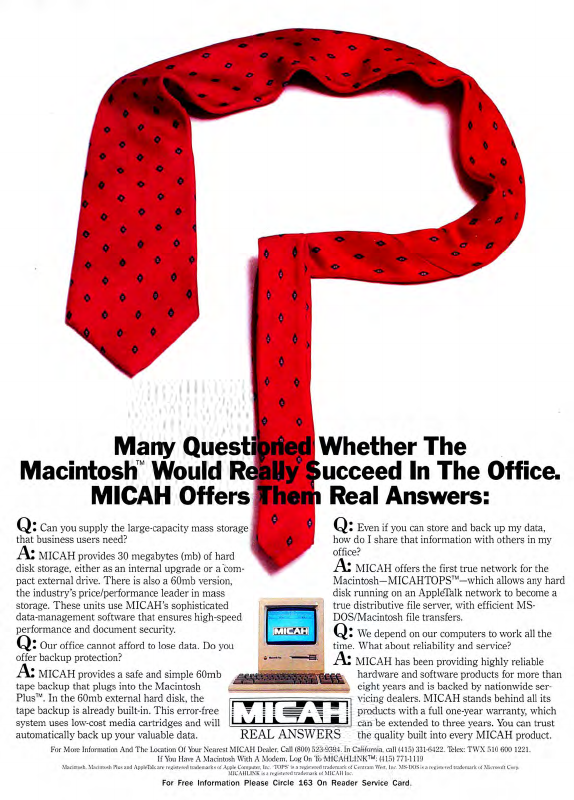 Many Questioned Whether The
Macintosh™ Would Really Succeed In The Office.
MICAH Offers Them Real Answers:
Q: Can you supply the large-capacity mass storage
that business users need?
A: MICAH provides 30 megabytes (mb) of hard
disk storage, either as an internal upgrade or a com-
pact external drive. There is also a 60mb version,
the industry's price/performance leader in mass
storage. These units use MICAH's sophisticated
data-management software that ensures high-speed
performance and document security.
Q: Our office cannot afford to lose data. Do you
offer backup protection?
A: MICAH provides a safe and simple 60mb
tape backup that plugs into the Macintosh
Plus™. In the 60mb external hard disk, the
tape backup is already built-in. This error-free
system uses low-cost media cartridges and will
automatically back up your valuable data.
Q: Even if you can store and back up my data,
how do I share that information with others in my
office?
A: MICAH offers the first true network for the
Macintosh—MICAHTOPS™—which allows any hard
disk running on an AppleTalk network to become a
true distributive file server, with efficient MS-
DOS/Macintosh file transfers.
Q: We depend on our computers to work all the
time. What about reliability and service?
A: MICAH has been providing highly reliable
hardware and software products for more than
eight years and is backed by nationwide ser-
vicing dealers. MICAH stands behind all its
products with a full one-year warranty, which
can be extended to three years. You can trust
the quality built into every MICAH product.
MICAH
MICAH
REAL ANSWERS
For More Information And The Location Of Your Nearest MICAH Dealer, Call (800) 523-9384. In California, call (415) 331-6422. Telex: TWX 510 600 1221.
If You Have A Macintosh With A Modem, Log On To MICAHLINK™: (415) 771-1119
Macintosh, Macintosh Plus and AppleTalk are registered trademarks of Apple Computer, Inc. TOPS is a registered trademark of Centram West, Inc. MS-DOS is a registered trademark of Microsoft Corp.
MICAHLINK is a registered trademark of MICAH Inc.
For Free Information Please Circle 163 On Reader Service Card.